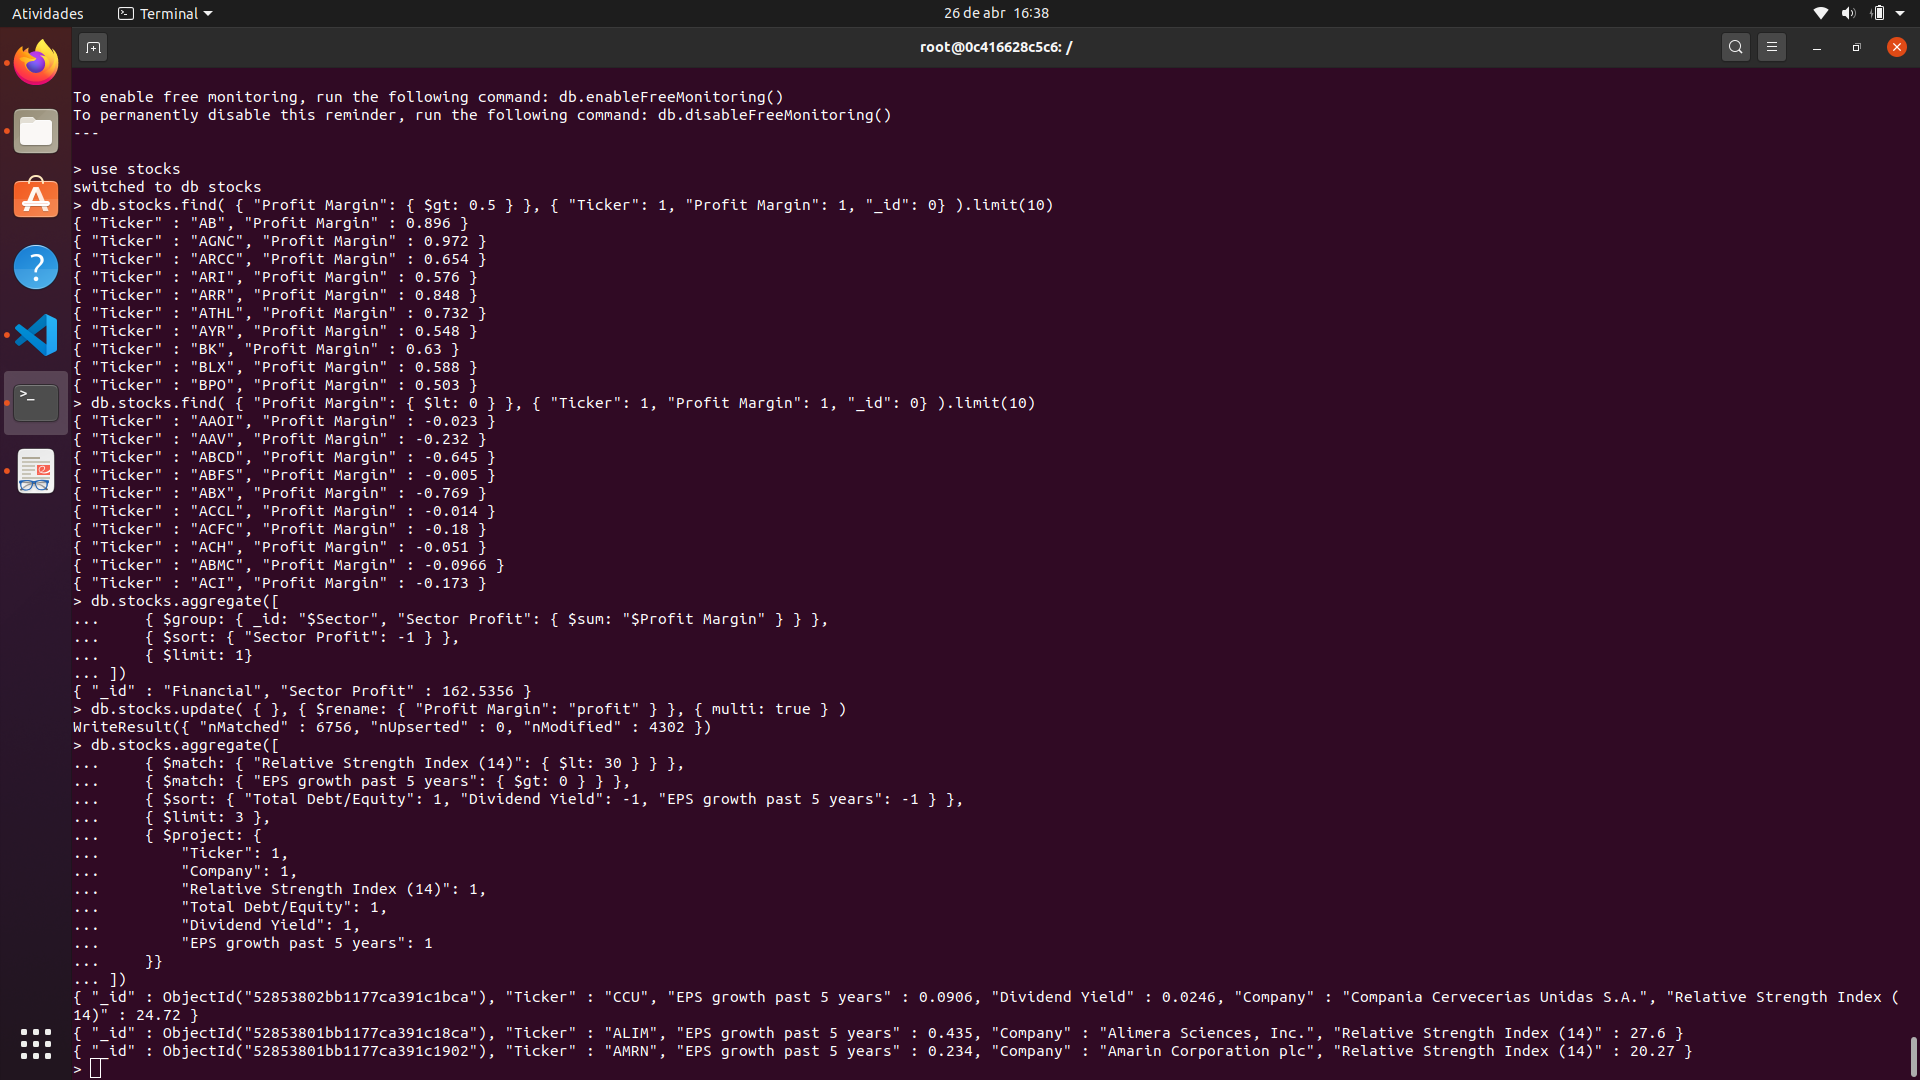 Atividades Terminal 26 de abr 16:38
root@0c416628c5c6: /
To enable free monitoring, run the following command: db.enableFreeMonitoring()
To permanently disable this reminder, run the following command: db.disableFreeMonitoring()
---
> use stocks
switched to db stocks
> db.stocks.find( { "Profit Margin": { $gt: 0.5 } }, { "Ticker": 1, "Profit Margin": 1, "_id": 0} ).limit(10)
{ "Ticker" : "AB", "Profit Margin" : 0.896 }
{ "Ticker" : "AGNC", "Profit Margin" : 0.972 }
{ "Ticker" : "ARCC", "Profit Margin" : 0.654 }
{ "Ticker" : "ARI", "Profit Margin" : 0.576 }
{ "Ticker" : "ARR", "Profit Margin" : 0.848 }
{ "Ticker" : "ATHL", "Profit Margin" : 0.732 }
{ "Ticker" : "AYR", "Profit Margin" : 0.548 }
{ "Ticker" : "BK", "Profit Margin" : 0.63 }
{ "Ticker" : "BLX", "Profit Margin" : 0.588 }
{ "Ticker" : "BPO", "Profit Margin" : 0.503 }
> db.stocks.find( { "Profit Margin": { $lt: 0 } }, { "Ticker": 1, "Profit Margin": 1, "_id": 0} ).limit(10)
{ "Ticker" : "AAOI", "Profit Margin" : -0.023 }
{ "Ticker" : "AAV", "Profit Margin" : -0.232 }
{ "Ticker" : "ABCD", "Profit Margin" : -0.645 }
{ "Ticker" : "ABFS", "Profit Margin" : -0.005 }
{ "Ticker" : "ABX", "Profit Margin" : -0.769 }
{ "Ticker" : "ACCL", "Profit Margin" : -0.014 }
{ "Ticker" : "ACFC", "Profit Margin" : -0.18 }
{ "Ticker" : "ACH", "Profit Margin" : -0.051 }
{ "Ticker" : "ABMC", "Profit Margin" : -0.0966 }
{ "Ticker" : "ACI", "Profit Margin" : -0.173 }
> db.stocks.aggregate([
...     { $group: { _id: "$Sector", "Sector Profit": { $sum: "$Profit Margin" } } },
...     { $sort: { "Sector Profit": -1 } },
...     { $limit: 1}
... ])
{ "_id" : "Financial", "Sector Profit" : 162.5356 }
> db.stocks.update( { }, { $rename: { "Profit Margin": "profit" } }, { multi: true } )
WriteResult({ "nMatched" : 6756, "nUpserted" : 0, "nModified" : 4302 })
> db.stocks.aggregate([
...     { $match: { "Relative Strength Index (14)": { $lt: 30 } } },
...     { $match: { "EPS growth past 5 years": { $gt: 0 } } },
...     { $sort: { "Total Debt/Equity": 1, "Dividend Yield": -1, "EPS growth past 5 years": -1 } },
...     { $limit: 3 },
...     { $project: {
...         "Ticker": 1,
...         "Company": 1,
...         "Relative Strength Index (14)": 1,
...         "Total Debt/Equity": 1,
...         "Dividend Yield": 1,
...         "EPS growth past 5 years": 1
...     }}
... ])
{ "_id" : ObjectId("52853802bb1177ca391c1bca"), "Ticker" : "CCU", "EPS growth past 5 years" : 0.0906, "Dividend Yield" : 0.0246, "Company" : "Compania Cervecerias Unidas S.A.", "Relative Strength Index (
14)" : 24.72 }
{ "_id" : ObjectId("52853801bb1177ca391c18ca"), "Ticker" : "ALIM", "EPS growth past 5 years" : 0.435, "Company" : "Alimera Sciences, Inc.", "Relative Strength Index (14)" : 27.6 }
{ "_id" : ObjectId("52853801bb1177ca391c1902"), "Ticker" : "AMRN", "EPS growth past 5 years" : 0.234, "Company" : "Amarin Corporation plc", "Relative Strength Index (14)" : 20.27 }
>